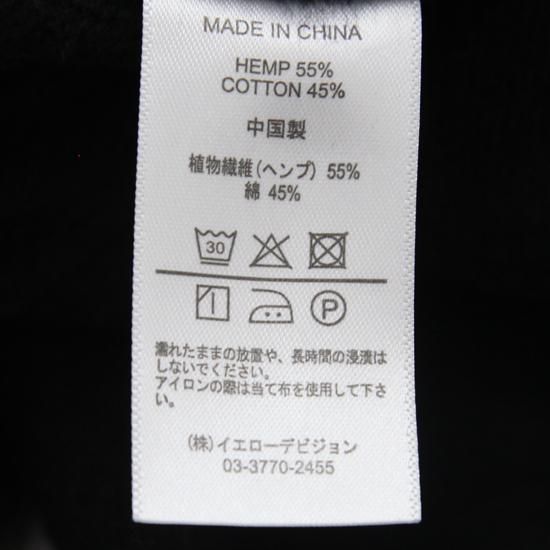 MADE IN CHINA
HEMP 55%
COTTON 45%
中国製
植物繊維(ヘンプ) 55%
綿 45%
30
P
濡れたままの放置や、長時間の浸漬は
しないでください。
アイロンの際は当て布を使用して下さ
い。
(株)イエローデビジョン
03-3770-2455